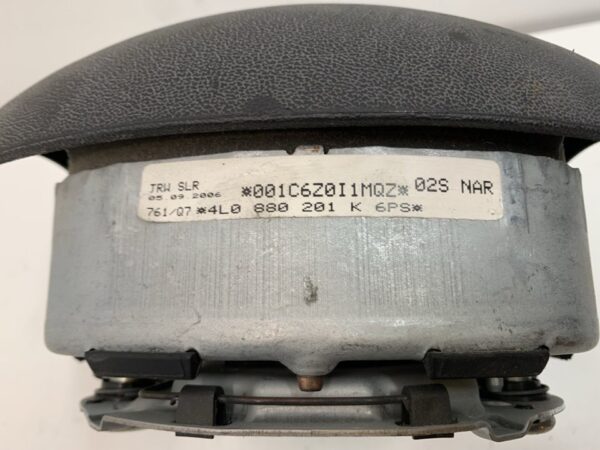 TRW SLR *001C6Z0I1MQZ* 02S NAR
05.09.2006
761/Q7 *4L0 880 201 K 6PS*